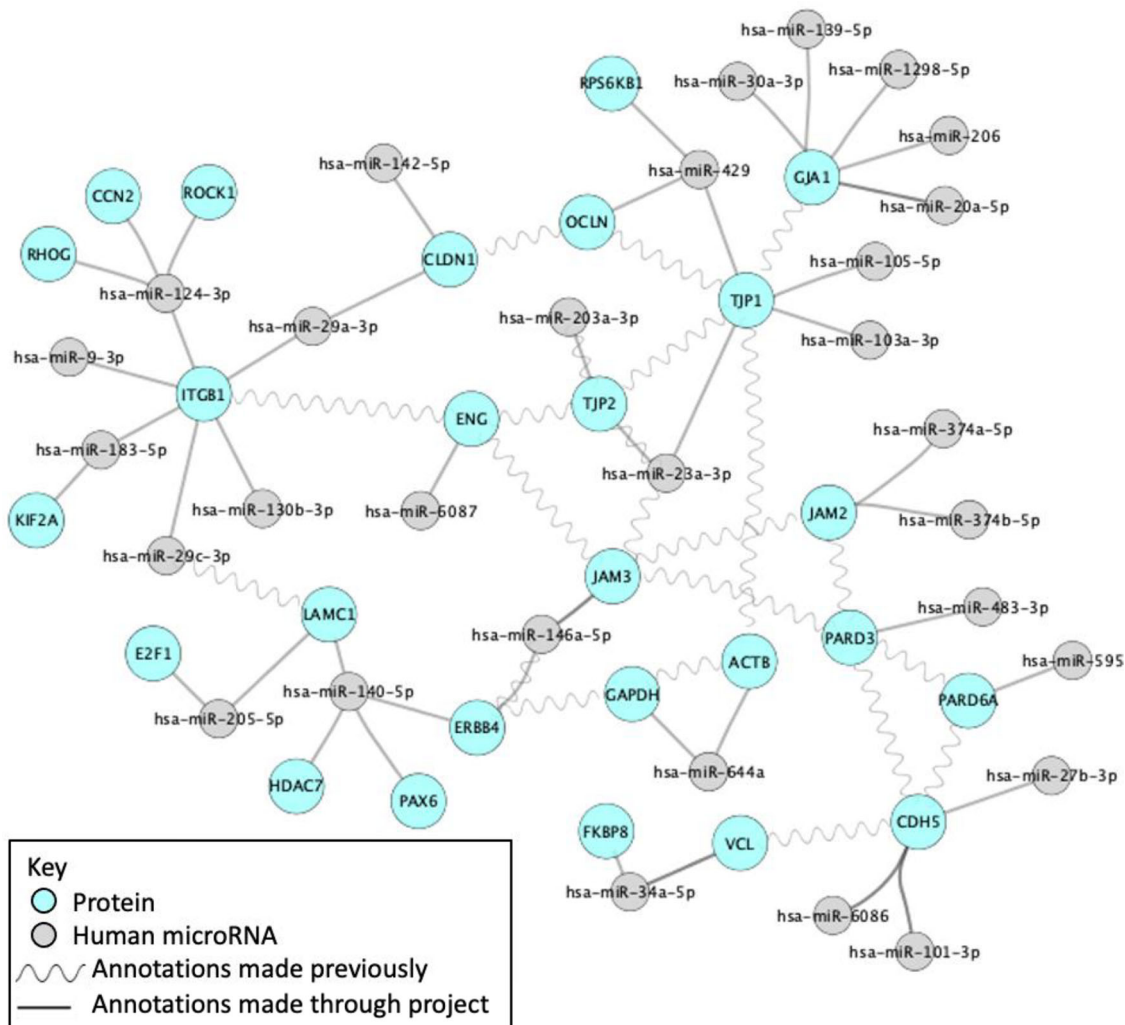 hsa-miR-139-5p
hsa-miR-30a-3p
hsa-miR-1298-5p
RPS6KB1
hsa-miR-206
hsa-miR-142-5p
hsa-miR-429
GJA1
CCN2
ROCK1
hsa-miR-20a-5p
OCLN
RHOG
CLDN1
hsa-miR-105-5p
hsa-miR-124-3p
TJP1
hsa-miR-203a-3p
hsa-miR-29a-3p
hsa-miR-103a-3p
hsa-miR-9-3p
ITGB1
ENG
TJP2
hsa-miR-374a-5p
hsa-miR-183-5p
hsa-miR-23a-3p
hsa-miR-130b-3p
hsa-miR-6087
JAM2
hsa-miR-374b-5p
KIF2A
hsa-miR-29c-3p
JAM3
hsa-miR-483-3p
LAMC1
hsa-miR-146a-5p
PARD3
E2F1
ACTB
hsa-miR-595
hsa-miR-140-5p
GAPDH
PARD6A
hsa-miR-205-5p
ERBB4
hsa-miR-644a
hsa-miR-27b-3p
HDAC7
PAX6
FKBP8
VCL
CDH5
hsa-miR-34a-5p
hsa-miR-6086
hsa-miR-101-3p
Key
Protein
Human microRNA
Annotations made previously
Annotations made through project